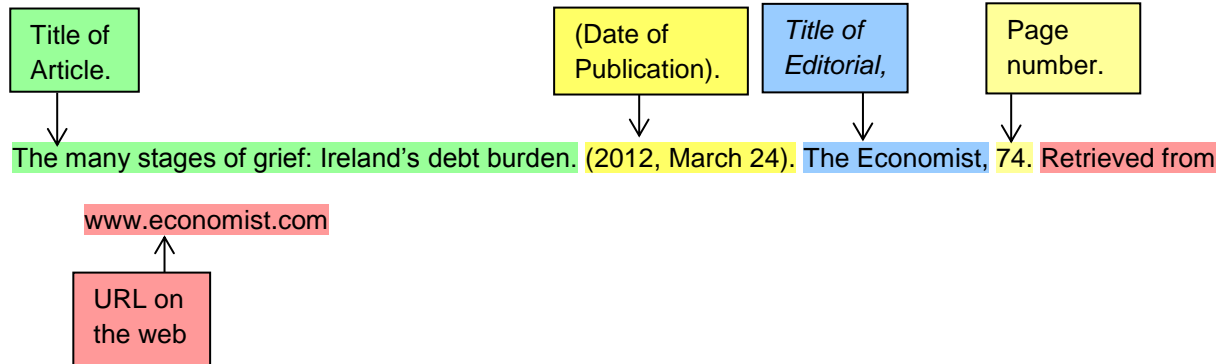 Title of
Article.
(Date of
Publication).
Title of
Editorial,
Page
number.
The many stages of grief: Ireland's debt burden. (2012, March 24). The Economist, 74. Retrieved from
www.economist.com
URL on
the web